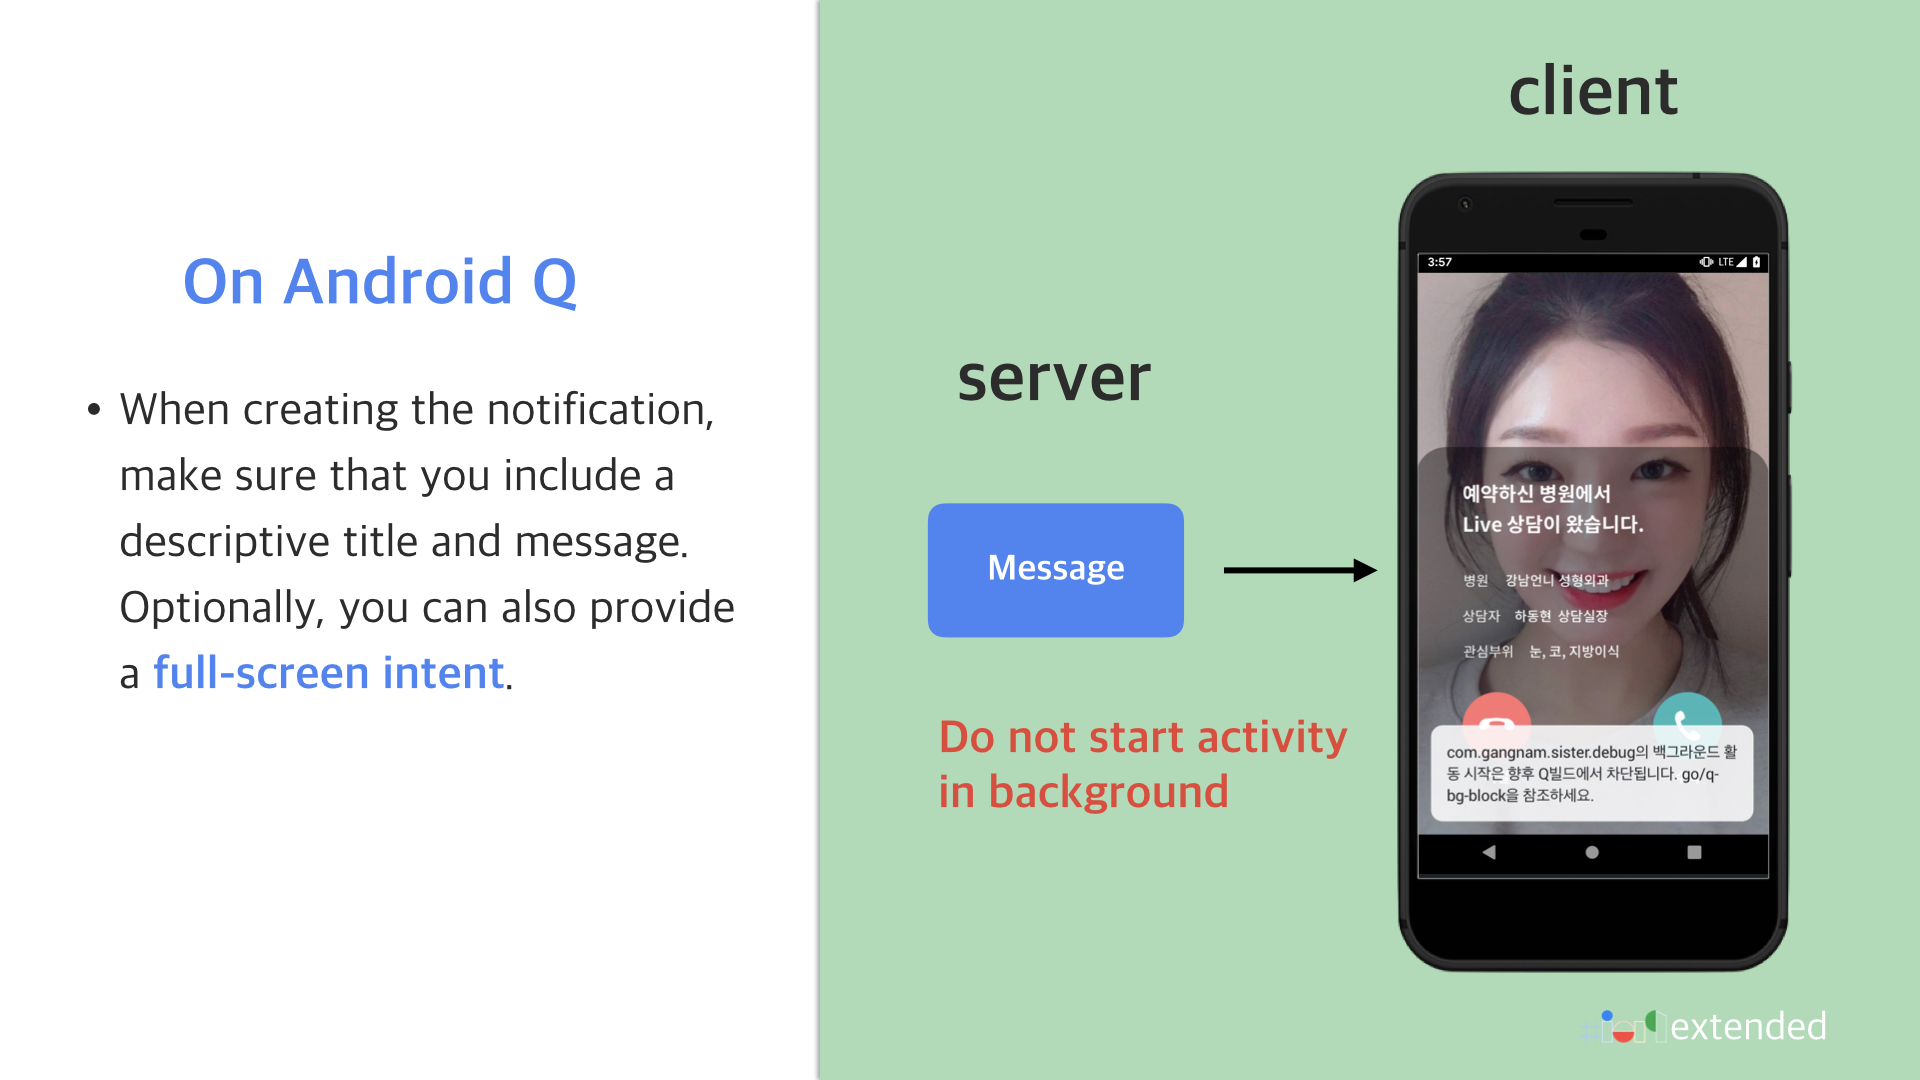 On Android Q
• When creating the notification,
make sure that you include a
descriptive title and message.
Optionally, you can also provide
a full-screen intent.
client
server
Message
Do not start activity
in background
3:57
LTE
예약하신 병원에서
Live 상담이 왔습니다.
병원 강남언니 성형외과
상담자 하동현 상담실장
관심부위 눈, 코, 지방이식
com.gangnam.sister.debug의 백그라운드 활
동 시작은 향후 Q빌드에서 차단됩니다. go/q-
bg-block을 참조하세요.
#io19extended